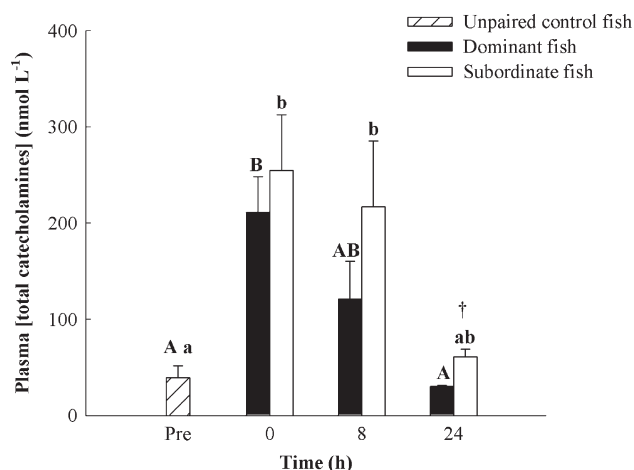 Unpaired control fish
Dominant fish
Subordinate fish
Plasma [total catecholamines] (nmol L⁻¹)
400
300
200
100
0
A a
B
b
AB
b
A
†
ab
Pre
0
8
24
Time (h)